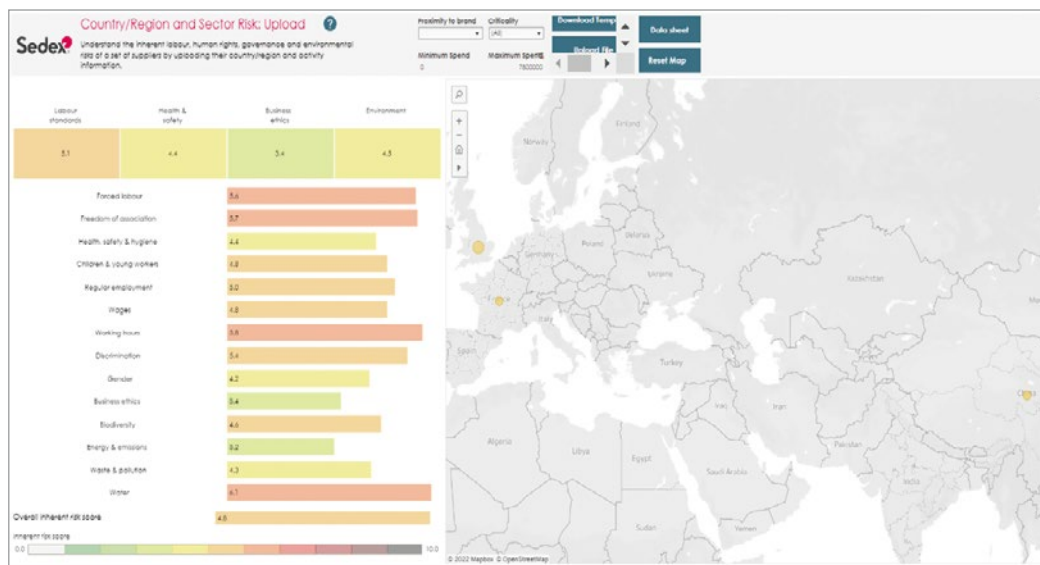 Sedex
Country/Region and Sector Risk: Upload
?
Understand the inherent labour, human rights, governance and environmental
risks of a set of suppliers by uploading their country/region and activity
information.
Proximity to brand
Criticality
(All)
Minimum Spend
0
Maximum Spend
7800000
Upload File
Data sheet
Reset Map
Labour
standards
Health &
safety
Business
ethics
Environment
5.1
4.4
3.4
4.5
Forced labour
5.6
Freedom of association
5.7
Health, safety & hygiene
4.4
Children & young workers
4.8
Regular employment
5.0
Wages
4.8
Working hours
5.8
Discrimination
5.4
Gender
4.2
Business ethics
3.4
Biodiversity
4.6
Energy & emissions
3.2
Waste & pollution
4.3
Water
6.1
Overall inherent risk score
4.8
Inherent risk score
0.0
10.0
Finland
Norway
Belarus
Poland
Germany
Ukraine
Kazakhstan
France
Italy
Spain
Turkey
China
Iraq
Iran
Algeria
Libya
Egypt
Pakistan
Saudi Arabia
India
Sudan
Yemen
© 2022 Mapbox © OpenStreetMap